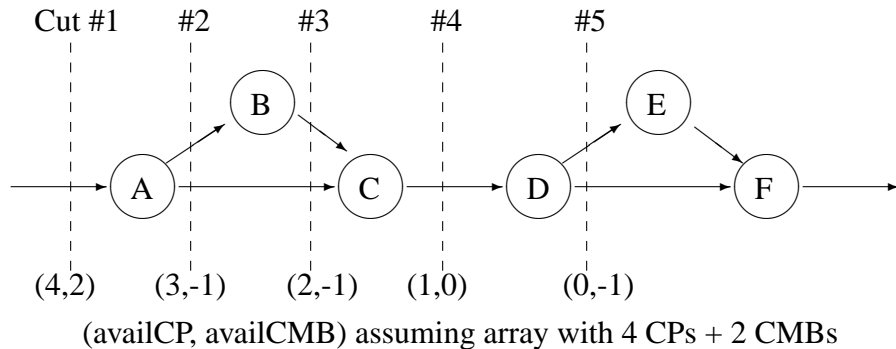 Cut #1 #2 #3 #4 #5
B E
A C D F
(4,2) (3,-1) (2,-1) (1,0) (0,-1)
(availCP, availCMB) assuming array with 4 CPs + 2 CMBs